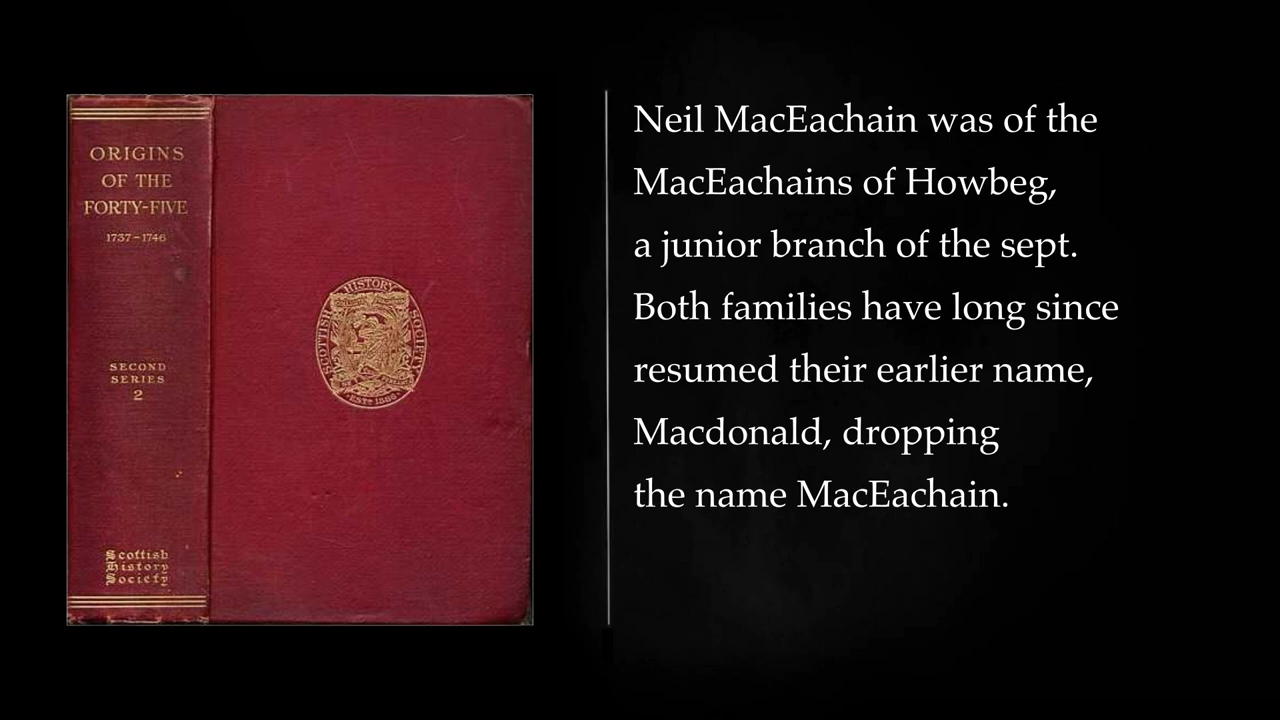 ORIGINS
OF THE
FORTY-FIVE
1737-1746
SECOND
SERIES
2
Scottish
History
Society
SCOTTISH HISTORY SOCIETY
·ESTD 1886·
Neil MacEachain was of the
MacEachains of Howbeg,
a junior branch of the sept.
Both families have long since
resumed their earlier name,
Macdonald, dropping
the name MacEachain.